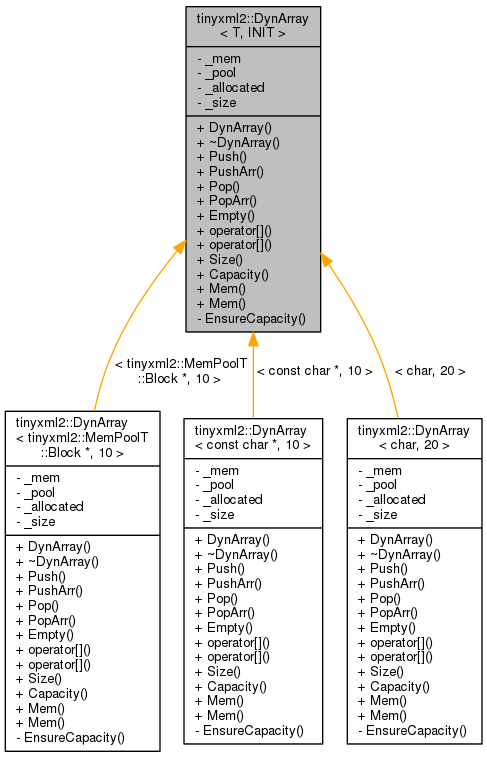 tinyxml2::DynArray
< T, INIT >
- _mem
- _pool
- _allocated
- _size
+ DynArray()
+ ~DynArray()
+ Push()
+ PushArr()
+ Pop()
+ PopArr()
+ Empty()
+ operator[]()
+ operator[]()
+ Size()
+ Capacity()
+ Mem()
+ Mem()
- EnsureCapacity()
< tinyxml2::MemPoolT
::Block *, 10 >
< const char *, 10 >
< char, 20 >
tinyxml2::DynArray
< tinyxml2::MemPoolT
::Block *, 10 >
- _mem
- _pool
- _allocated
- _size
+ DynArray()
+ ~DynArray()
+ Push()
+ PushArr()
+ Pop()
+ PopArr()
+ Empty()
+ operator[]()
+ operator[]()
+ Size()
+ Capacity()
+ Mem()
+ Mem()
- EnsureCapacity()
tinyxml2::DynArray
< const char *, 10 >
- _mem
- _pool
- _allocated
- _size
+ DynArray()
+ ~DynArray()
+ Push()
+ PushArr()
+ Pop()
+ PopArr()
+ Empty()
+ operator[]()
+ operator[]()
+ Size()
+ Capacity()
+ Mem()
+ Mem()
- EnsureCapacity()
tinyxml2::DynArray
< char, 20 >
- _mem
- _pool
- _allocated
- _size
+ DynArray()
+ ~DynArray()
+ Push()
+ PushArr()
+ Pop()
+ PopArr()
+ Empty()
+ operator[]()
+ operator[]()
+ Size()
+ Capacity()
+ Mem()
+ Mem()
- EnsureCapacity()